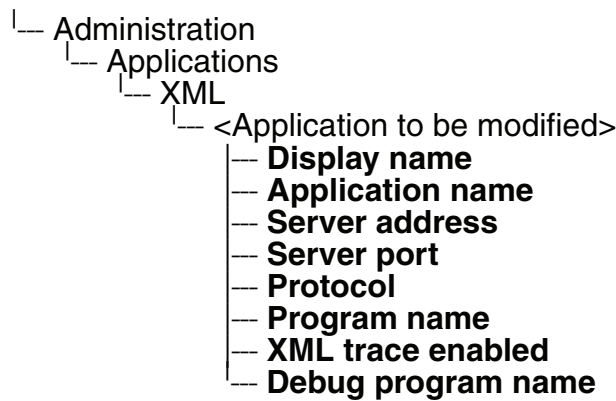 Administration
Applications
XML
<Application to be modified>
Display name
Application name
Server address
Server port
Protocol
Program name
XML trace enabled
Debug program name